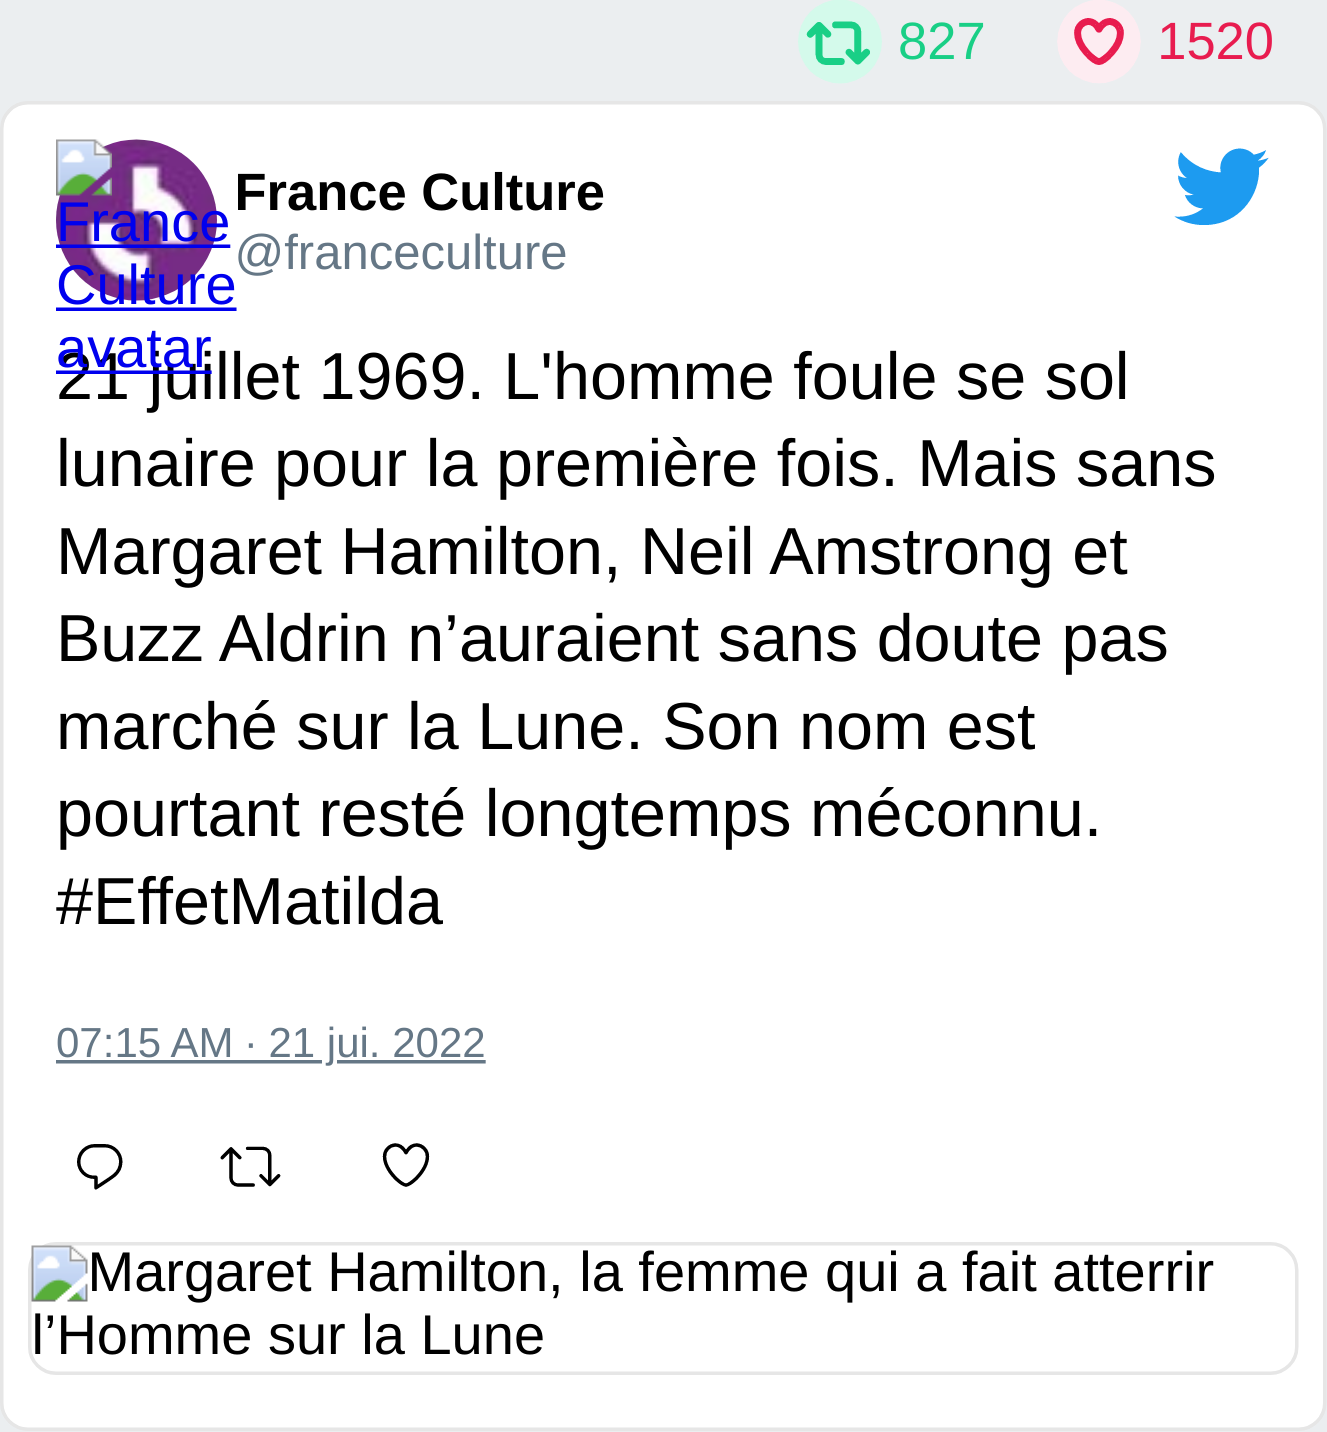 827 1520
France Culture
@franceculture
France
Culture
avatar
21 juillet 1969. L'homme foule se sol
lunaire pour la première fois. Mais sans
Margaret Hamilton, Neil Amstrong et
Buzz Aldrin n’auraient sans doute pas
marché sur la Lune. Son nom est
pourtant resté longtemps méconnu.
#EffetMatilda
07:15 AM · 21 jui. 2022
Margaret Hamilton, la femme qui a fait atterrir
l’Homme sur la Lune